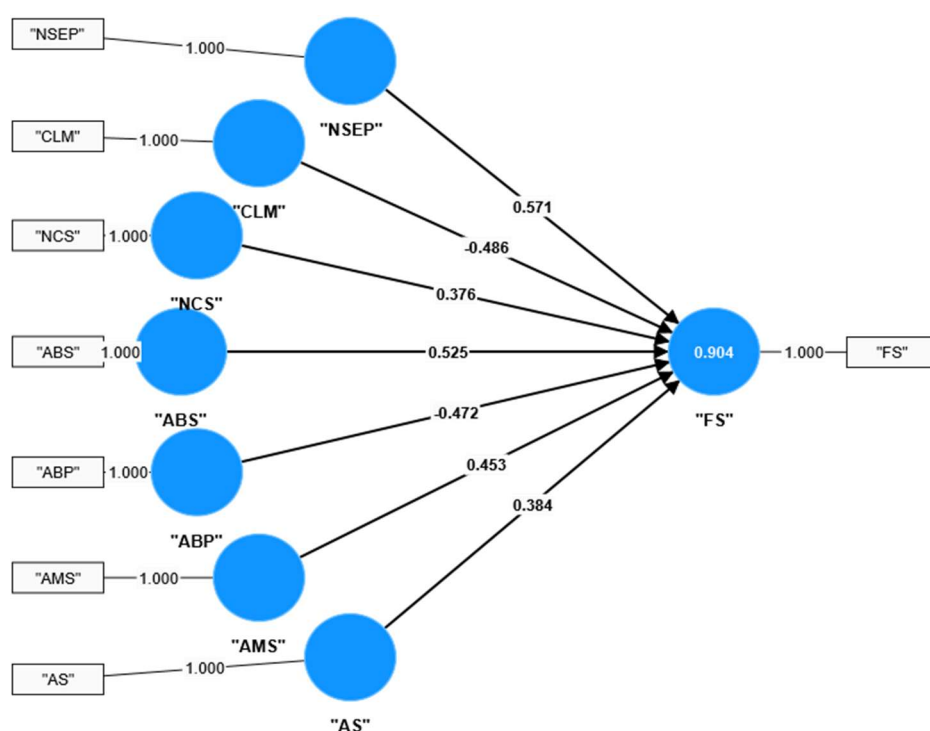 "NSEP"
1.000
"NSEP"
"CLM"
1.000
"CLM"
0.571
"NCS"
1.000
-0.486
"NCS"
0.376
"ABS"
1.000
0.525
0.904
1.000
"FS"
"ABS"
-0.472
"FS"
"ABP"
1.000
0.453
"ABP"
0.384
"AMS"
1.000
"AMS"
"AS"
1.000
"AS"